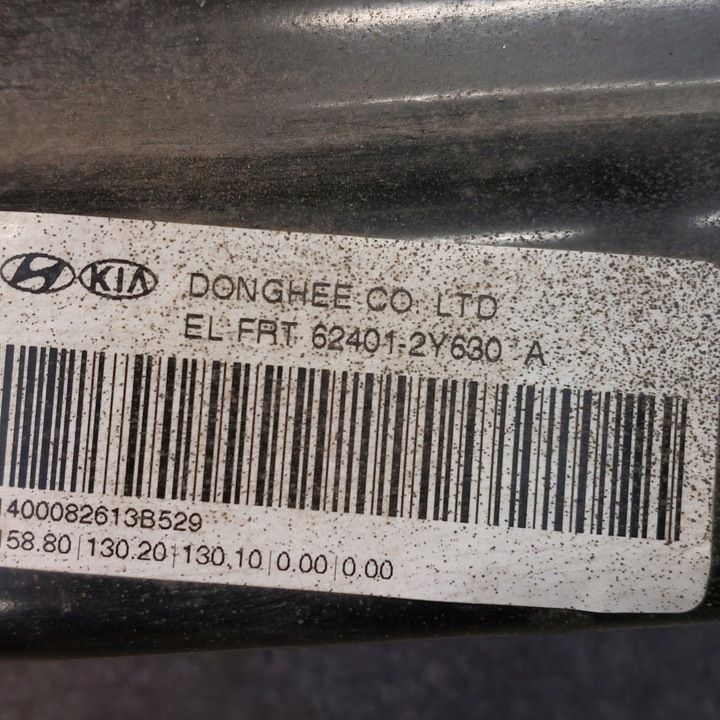 KIA DONGHEE CO LTD
EL FRT 62401-2Y630 A
1400082613B529
158.80|130.20|130.10|0.00|0.00